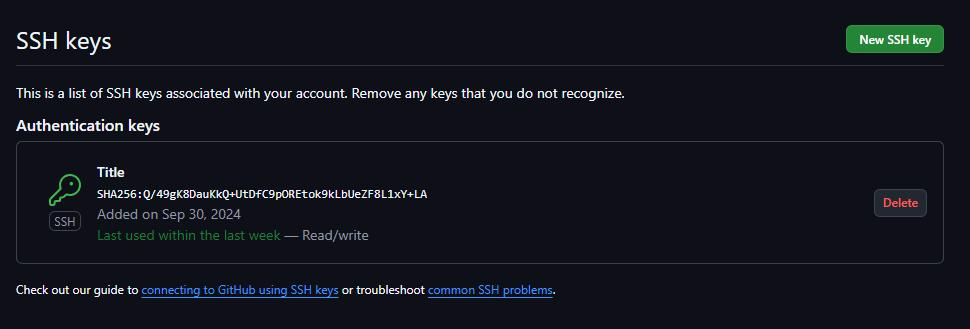 SSH keys
New SSH key
This is a list of SSH keys associated with your account. Remove any keys that you do not recognize.
Authentication keys
Title
SHA256:Q/49gK8DauKkQ+UtDfC9pOREtok9kLbUeZF8L1xY+LA
SSH
Added on Sep 30, 2024
Delete
Last used within the last week — Read/write
Check out our guide to connecting to GitHub using SSH keys or troubleshoot common SSH problems.